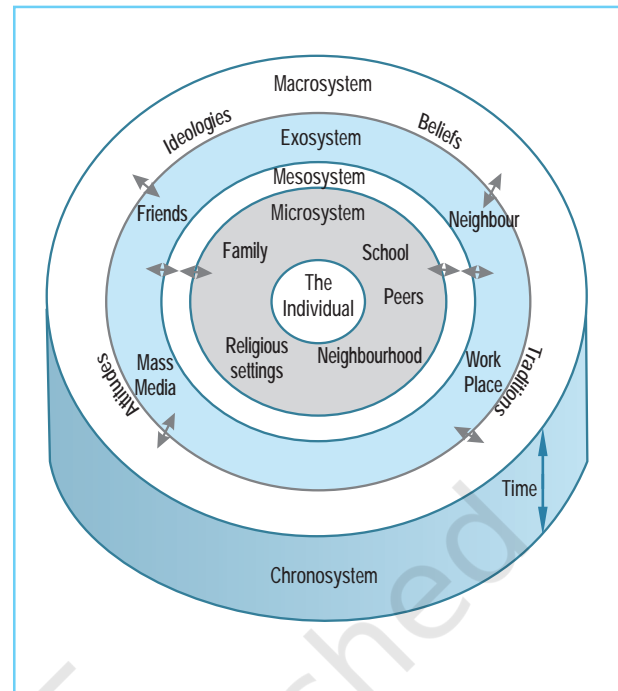 Macrosystem
Ideologies
Beliefs
Exosystem
Mesosystem
Friends
Microsystem
Neighbour
Family
School
The
Individual
Peers
Religious
settings
Neighbourhood
Mass
Media
Work
Place
Attitudes
Traditions
Time
Chronosystem